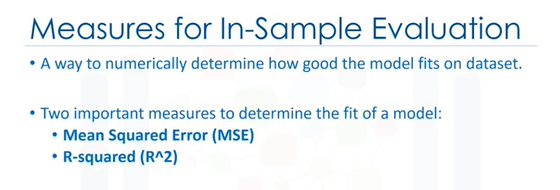 Measures for In-Sample Evaluation
• A way to numerically determine how good the model fits on dataset.
• Two important measures to determine the fit of a model:
• Mean Squared Error (MSE)
• R-squared (R^2)